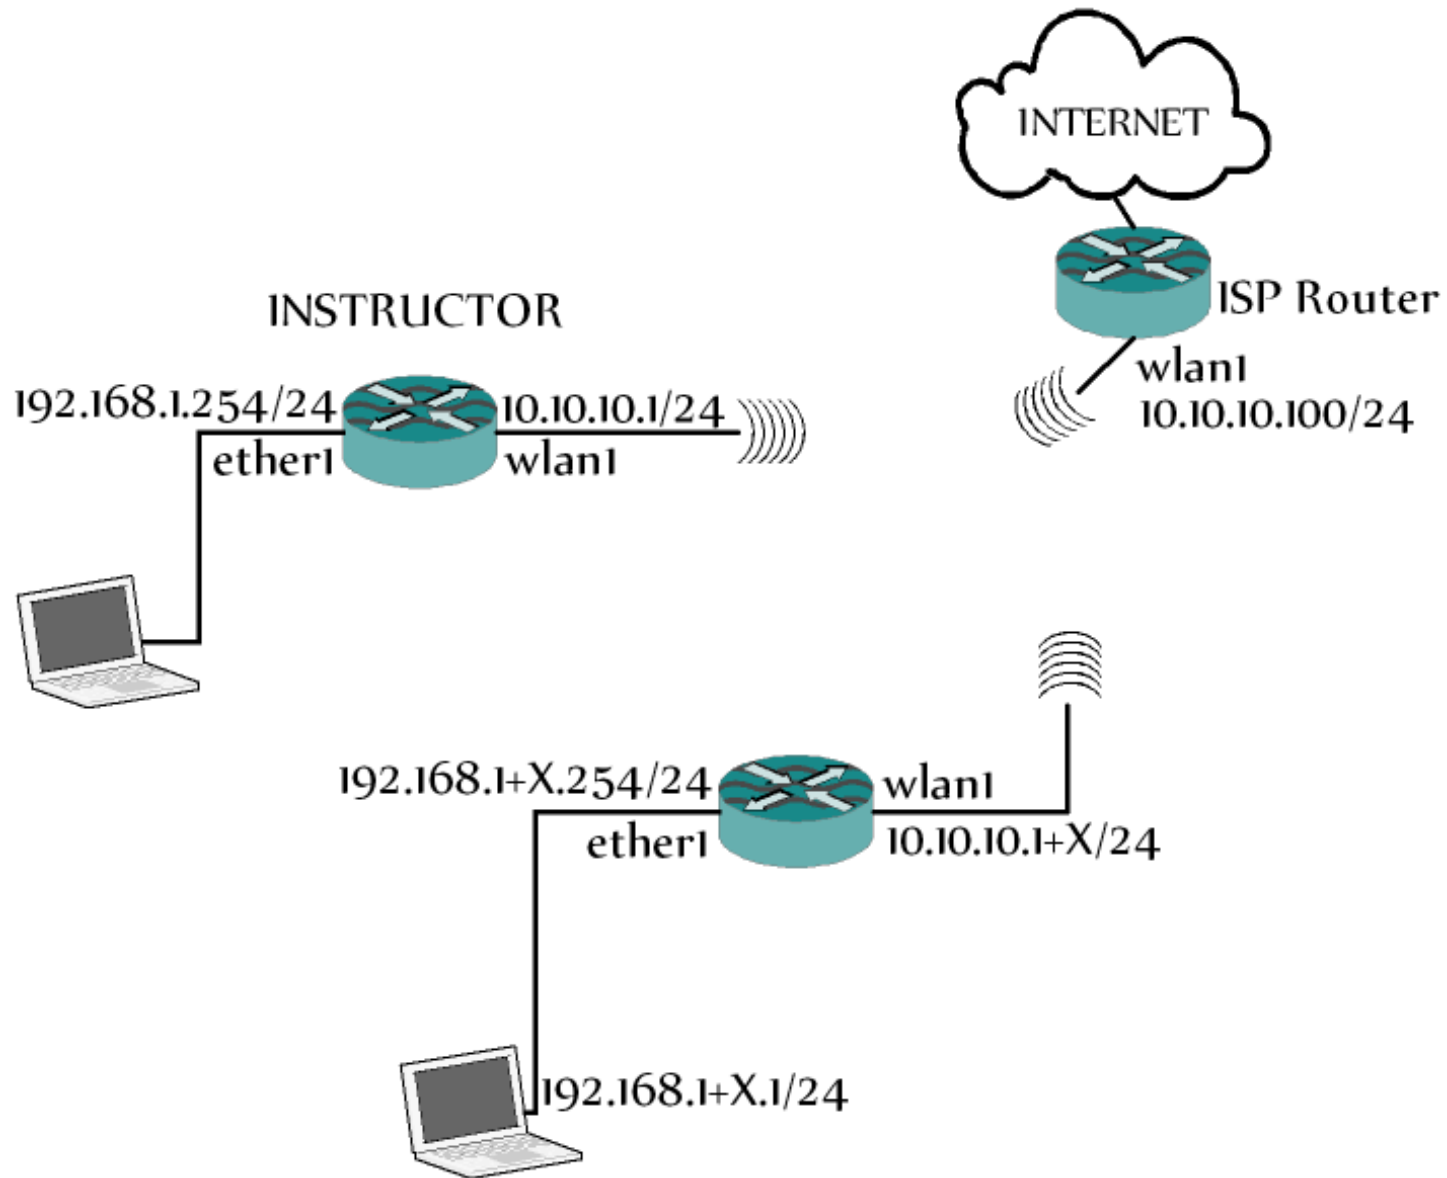 INTERNET
ISP Router
wlan1
10.10.10.100/24
INSTRUCTOR
192.168.1.254/24
ether1
10.10.10.1/24
wlan1
192.168.1+X.254/24
ether1
wlan1
10.10.10.1+X/24
192.168.1+X.1/24